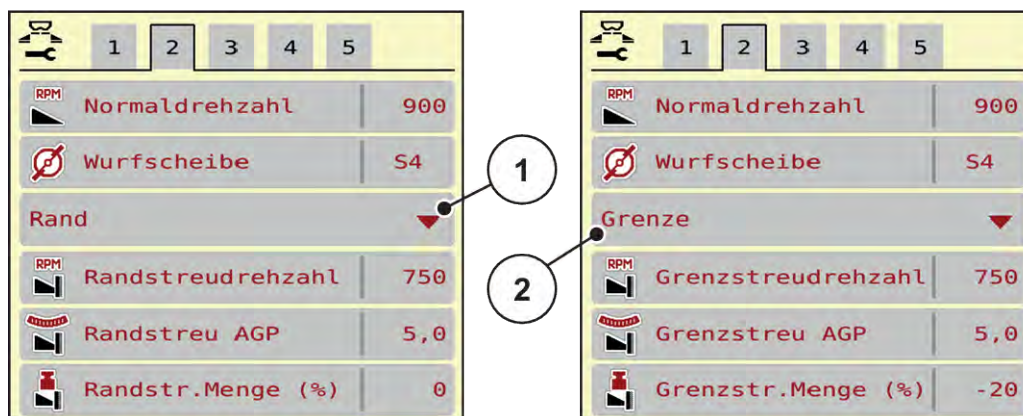 1 2 3 4 5
RPM
Normaldrehzahl 900
Wurfscheibe S4
Rand
RPM
Randstreudrehzahl 750
Randstreu AGP 5,0
Randstr.Menge (%) 0
1
2
1 2 3 4 5
RPM
Normaldrehzahl 900
Wurfscheibe S4
Grenze
RPM
Grenzstreudrehzahl 750
Grenzstreu AGP 5,0
Grenzstr.Menge (%) -20